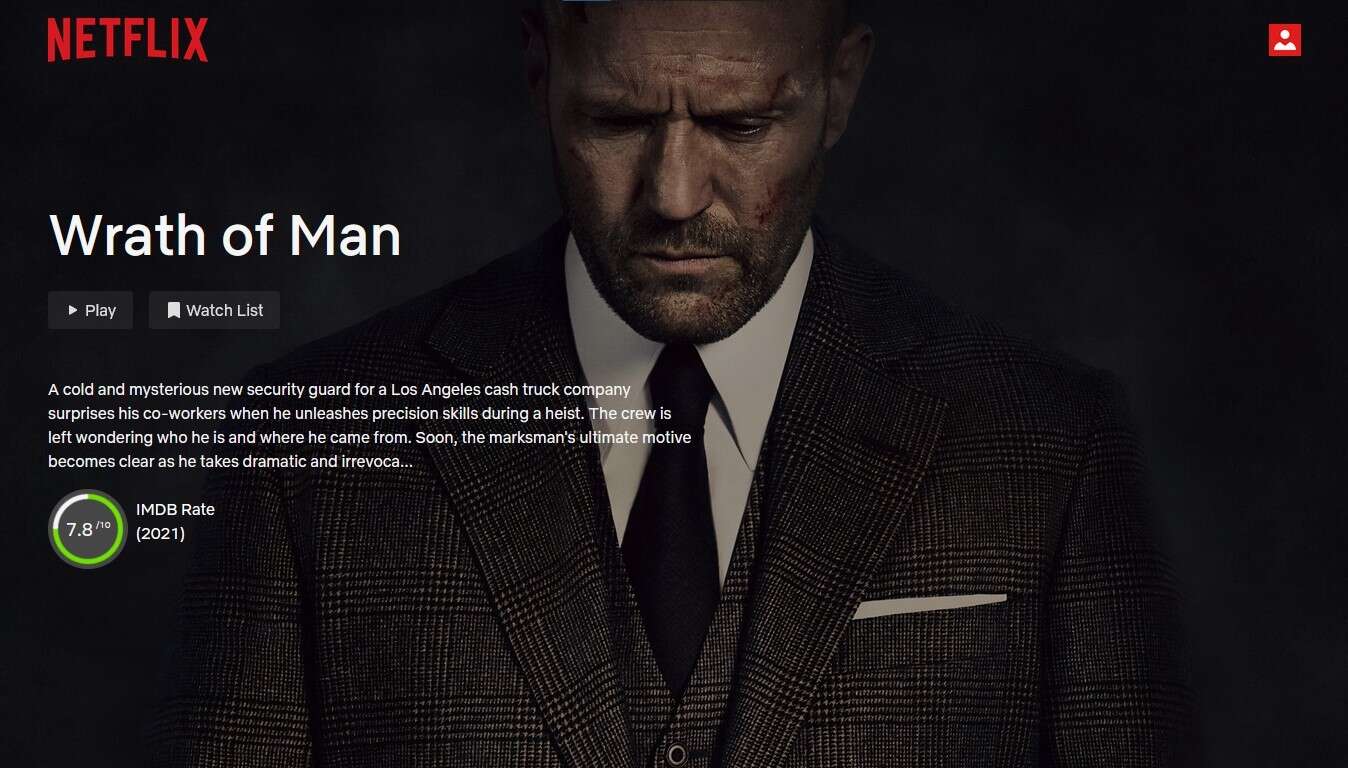 NETFLIX
Wrath of Man
Play
Watch List
A cold and mysterious new security guard for a Los Angeles cash truck company
surprises his co-workers when he unleashes precision skills during a heist. The crew is
left wondering who he is and where he came from. Soon, the marksman's ultimate motive
becomes clear as he takes dramatic and irrevoca...
7.8/10
IMDB Rate
(2021)